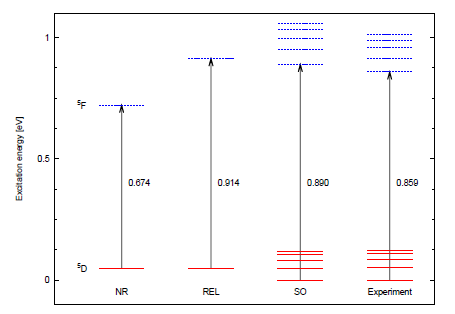 1
⁵F
0.5
0.674
0.914
0.890
0.859
Excitation energy [eV]
⁵D
0
NR REL SO Experiment